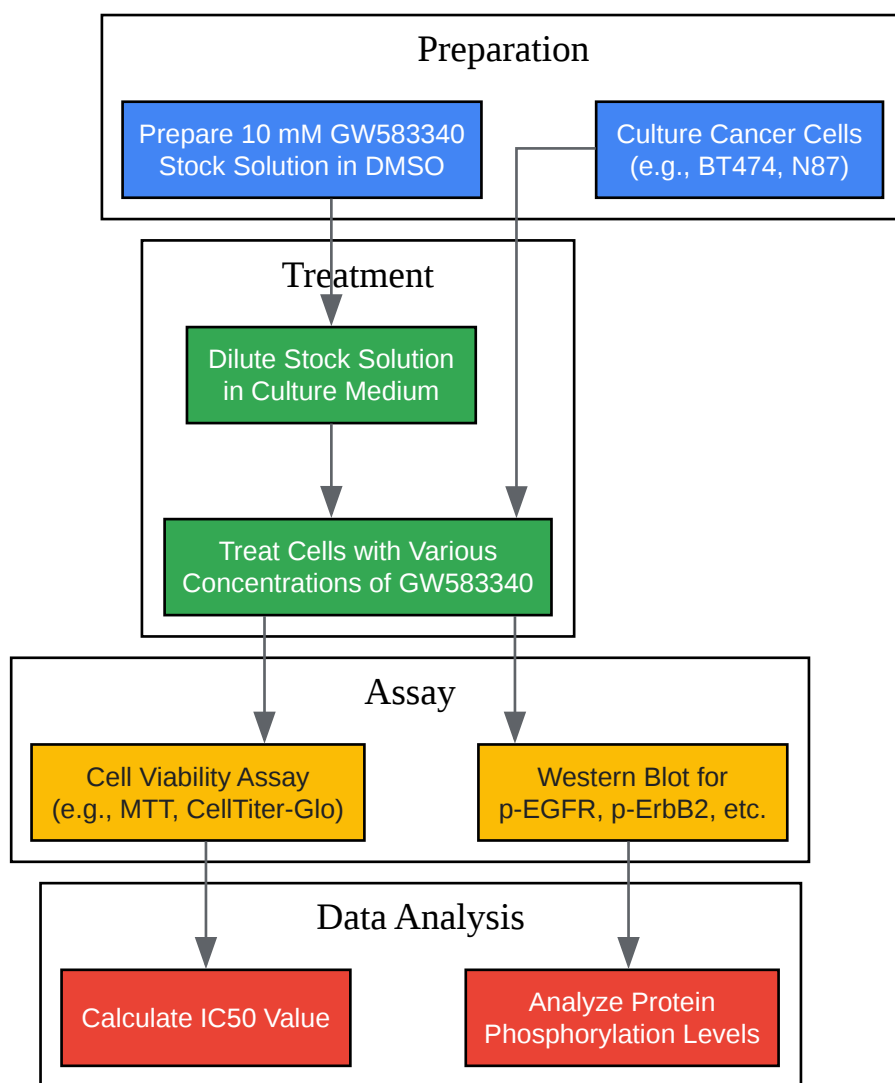 Preparation
Prepare 10 mM GW583340
Stock Solution in DMSO
Culture Cancer Cells
(e.g., BT474, N87)
Treatment
Dilute Stock Solution
in Culture Medium
Treat Cells with Various
Concentrations of GW583340
Assay
Cell Viability Assay
(e.g., MTT, CellTiter-Glo)
Western Blot for
p-EGFR, p-ErbB2, etc.
Data Analysis
Calculate IC50 Value
Analyze Protein
Phosphorylation Levels